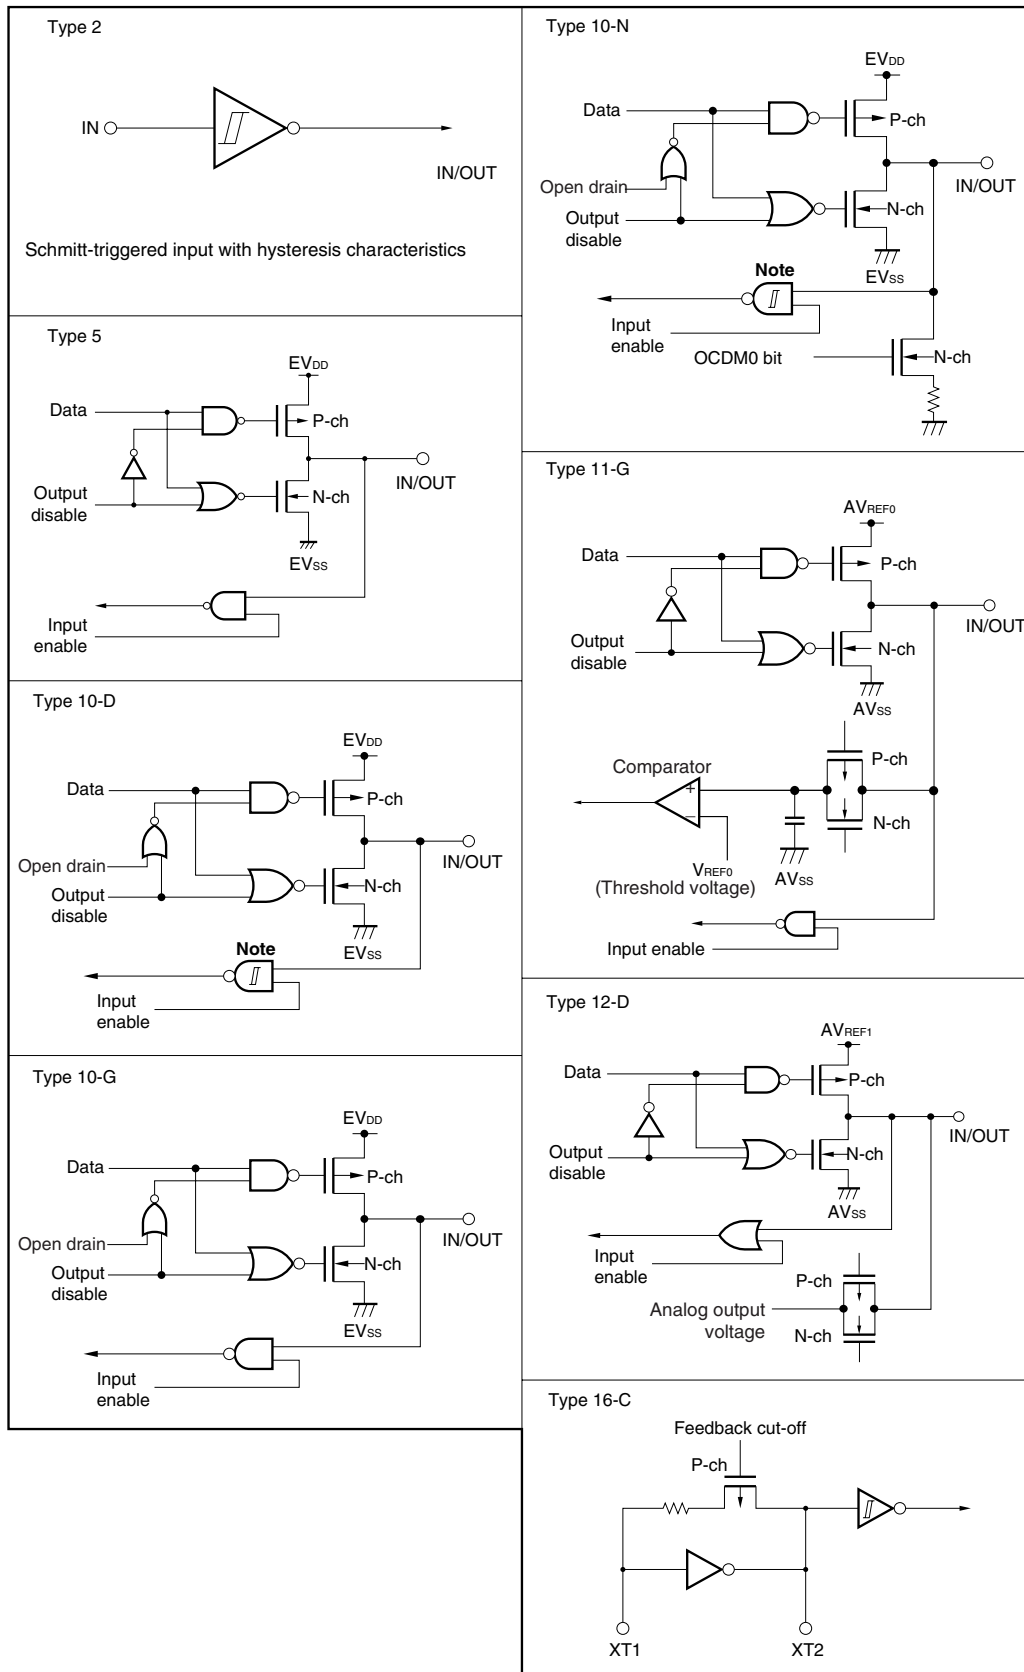 Type 2
IN
IN/OUT
Schmitt-triggered input with hysteresis characteristics
Type 5
EVDD
Data
P-ch
IN/OUT
Output
disable
N-ch
EVSS
Input
enable
Type 10-D
EVDD
Data
P-ch
IN/OUT
Open drain
Output
disable
N-ch
EVSS
Note
Input
enable
Type 10-G
EVDD
Data
P-ch
IN/OUT
Open drain
Output
disable
N-ch
EVSS
Input
enable
Type 10-N
EVDD
Data
P-ch
IN/OUT
Open drain
Output
disable
N-ch
EVSS
Note
Input
enable
OCDM0 bit
N-ch
Type 11-G
AVREF0
Data
P-ch
IN/OUT
Output
disable
N-ch
AVSS
P-ch
Comparator
+
–
N-ch
VREF0
(Threshold voltage)
AVSS
Input enable
Type 12-D
AVREF1
Data
P-ch
IN/OUT
Output
disable
N-ch
AVSS
Input
enable
P-ch
Analog output
voltage
N-ch
Type 16-C
Feedback cut-off
P-ch
XT1
XT2